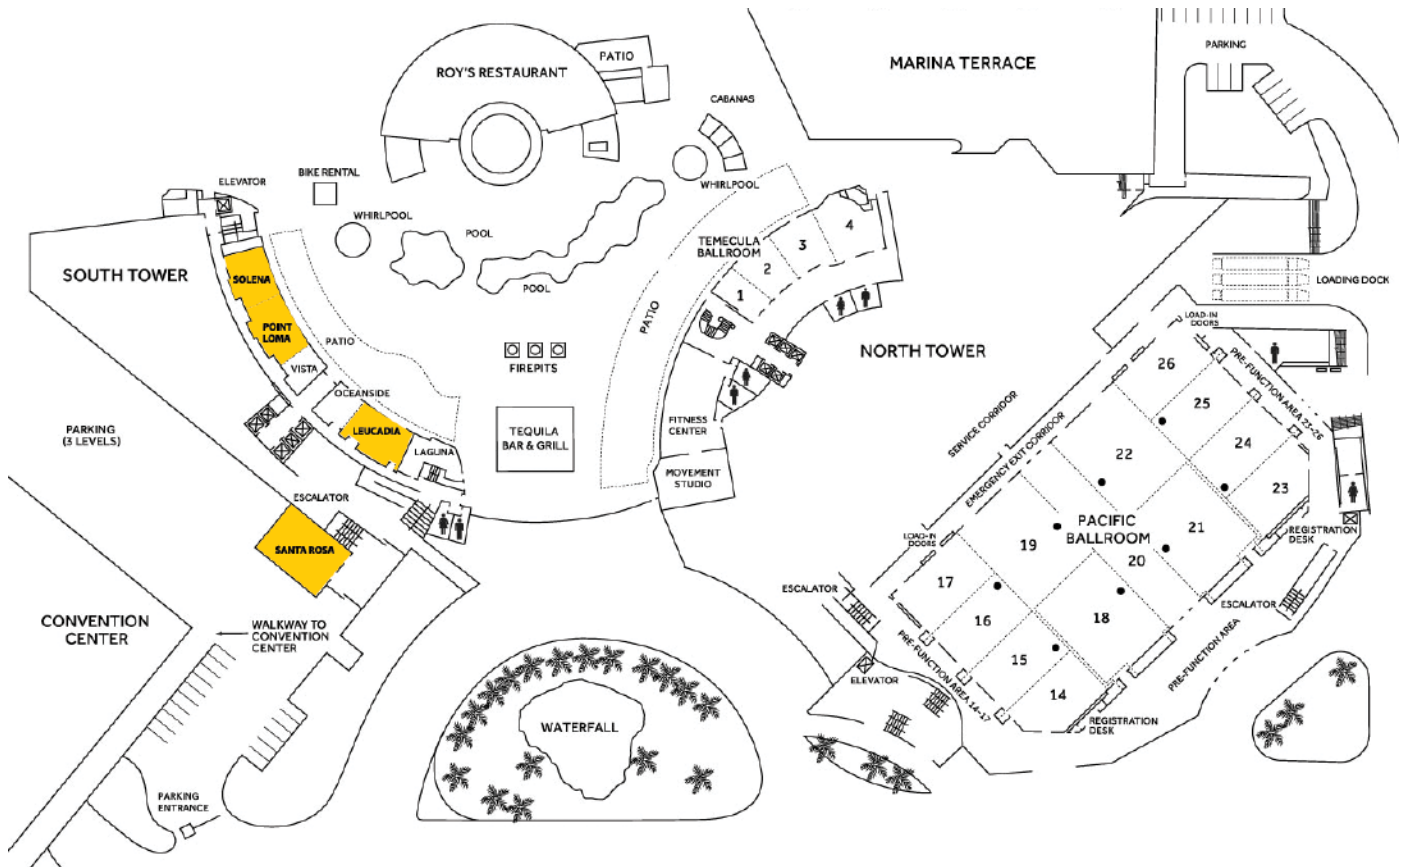 ROY'S RESTAURANT
PATIO
MARINA TERRACE
PARKING
CABANAS
WHIRLPOOL
ELEVATOR
BIKE RENTAL
WHIRLPOOL
POOL
POOL
SOUTH TOWER
SOLENA
POINT
LOMA
VISTA
PATIO
OCEANSIDE
LEUCADIA
LAGUNA
FIREPITS
TEQUILA
BAR & GRILL
PATIO
TEMECULA
BALLROOM
1
2
3
4
NORTH TOWER
FITNESS
CENTER
MOVEMENT
STUDIO
PARKING
(3 LEVELS)
ESCALATOR
SANTA ROSA
CONVENTION
CENTER
WALKWAY TO
CONVENTION
CENTER
PARKING
ENTRANCE
WATERFALL
LOADING DOCK
LOAD-IN
DOORS
PRE-FUNCTION AREA 23-26
SERVICE CORRIDOR
EMERGENCY EXIT CORRIDOR
26
25
24
23
22
21
PACIFIC
BALLROOM
20
19
18
17
16
15
14
LOAD-IN
DOORS
REGISTRATION
DESK
ESCALATOR
ESCALATOR
PRE-FUNCTION AREA
PRE-FUNCTION AREA 14-17
ELEVATOR
REGISTRATION
DESK